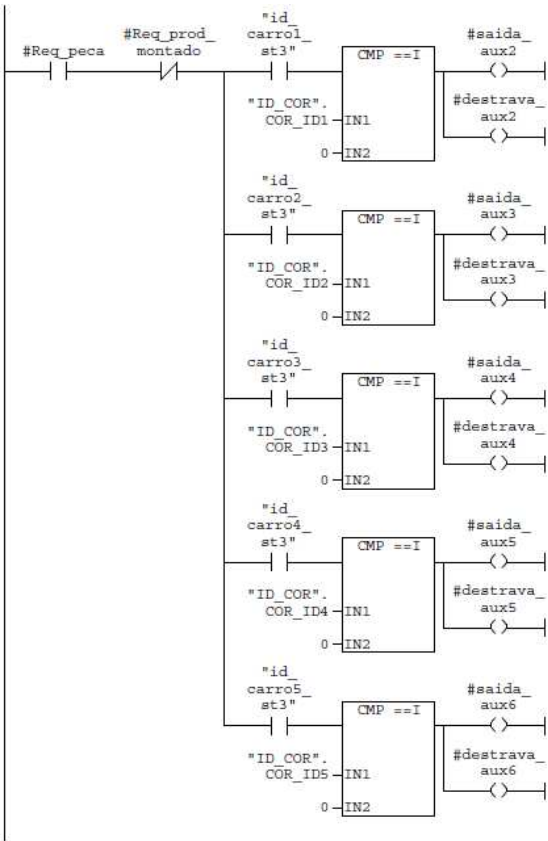 #Req_peca
#Req_prod_
montado
"id_
carro1_
st3"
CMP ==I
#saida_
aux2
"ID_COR".
COR_ID1
IN1
0
IN2
#destrava_
aux2
"id_
carro2_
st3"
CMP ==I
#saida_
aux3
"ID_COR".
COR_ID2
IN1
0
IN2
#destrava_
aux3
"id_
carro3_
st3"
CMP ==I
#saida_
aux4
"ID_COR".
COR_ID3
IN1
0
IN2
#destrava_
aux4
"id_
carro4_
st3"
CMP ==I
#saida_
aux5
"ID_COR".
COR_ID4
IN1
0
IN2
#destrava_
aux5
"id_
carro5_
st3"
CMP ==I
#saida_
aux6
"ID_COR".
COR_ID5
IN1
0
IN2
#destrava_
aux6